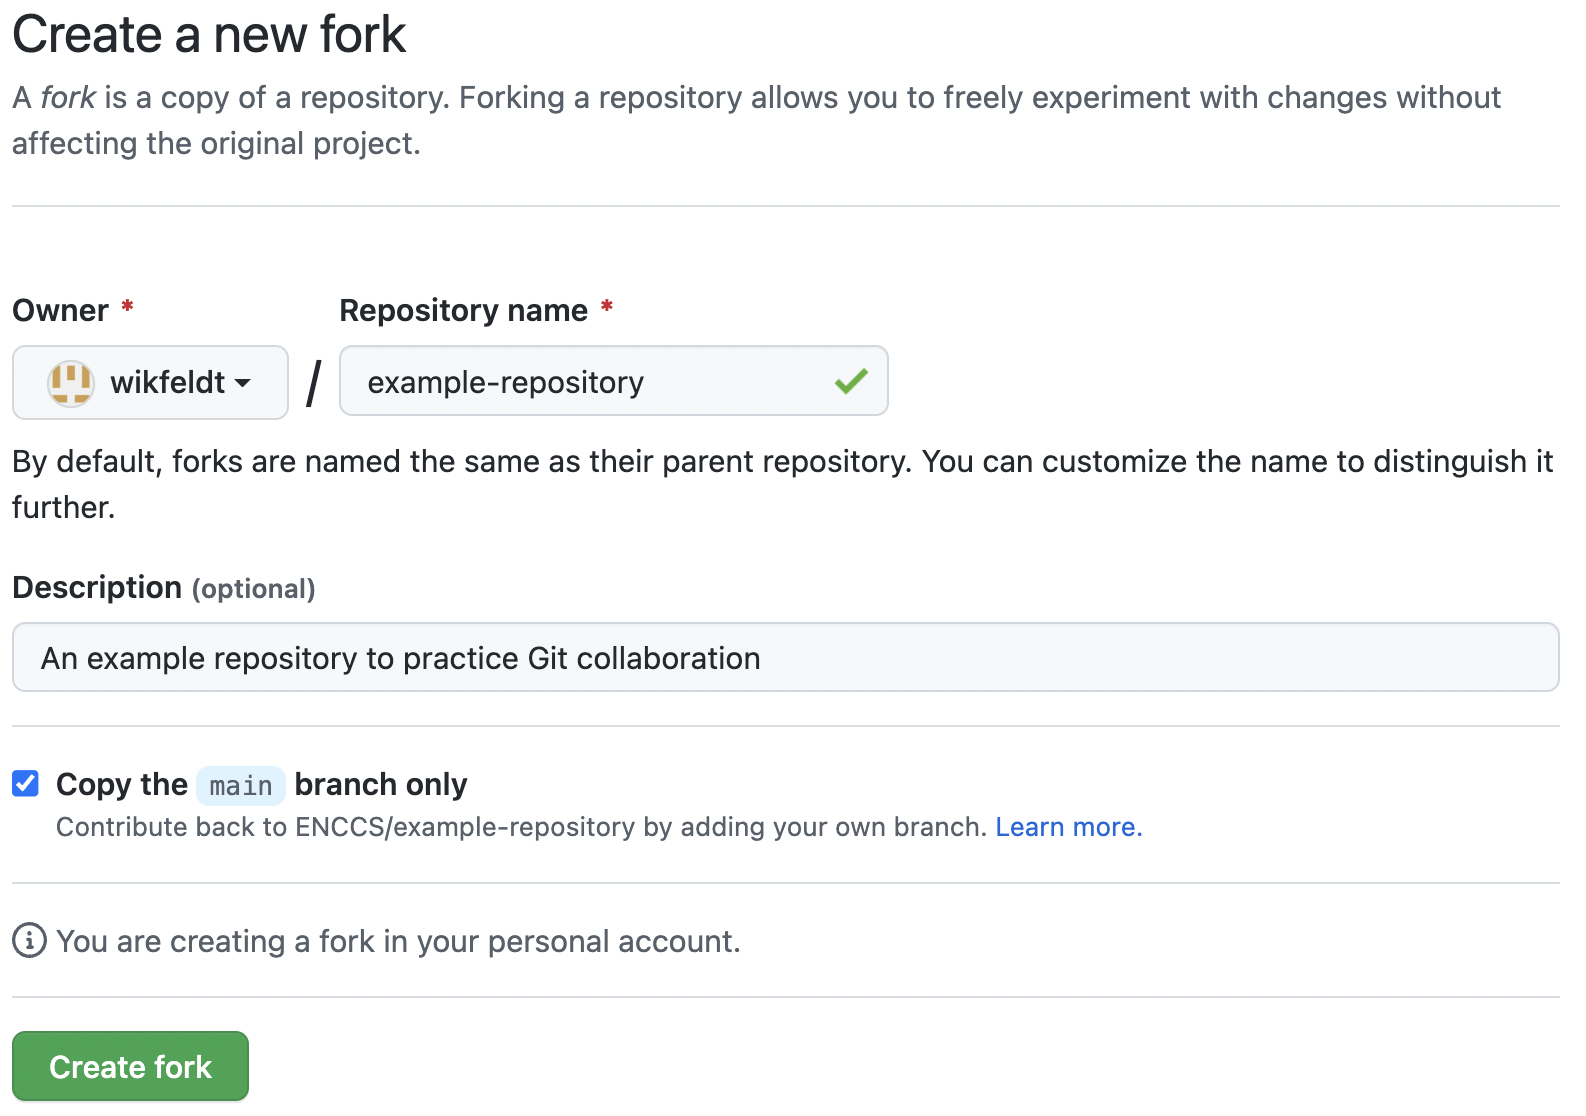 Create a new fork
A fork is a copy of a repository. Forking a repository allows you to freely experiment with changes without
affecting the original project.
Owner * Repository name *
wikfeldt / example-repository
By default, forks are named the same as their parent repository. You can customize the name to distinguish it
further.
Description (optional)
An example repository to practice Git collaboration
Copy the main branch only
Contribute back to ENCCS/example-repository by adding your own branch. Learn more.
You are creating a fork in your personal account.
Create fork